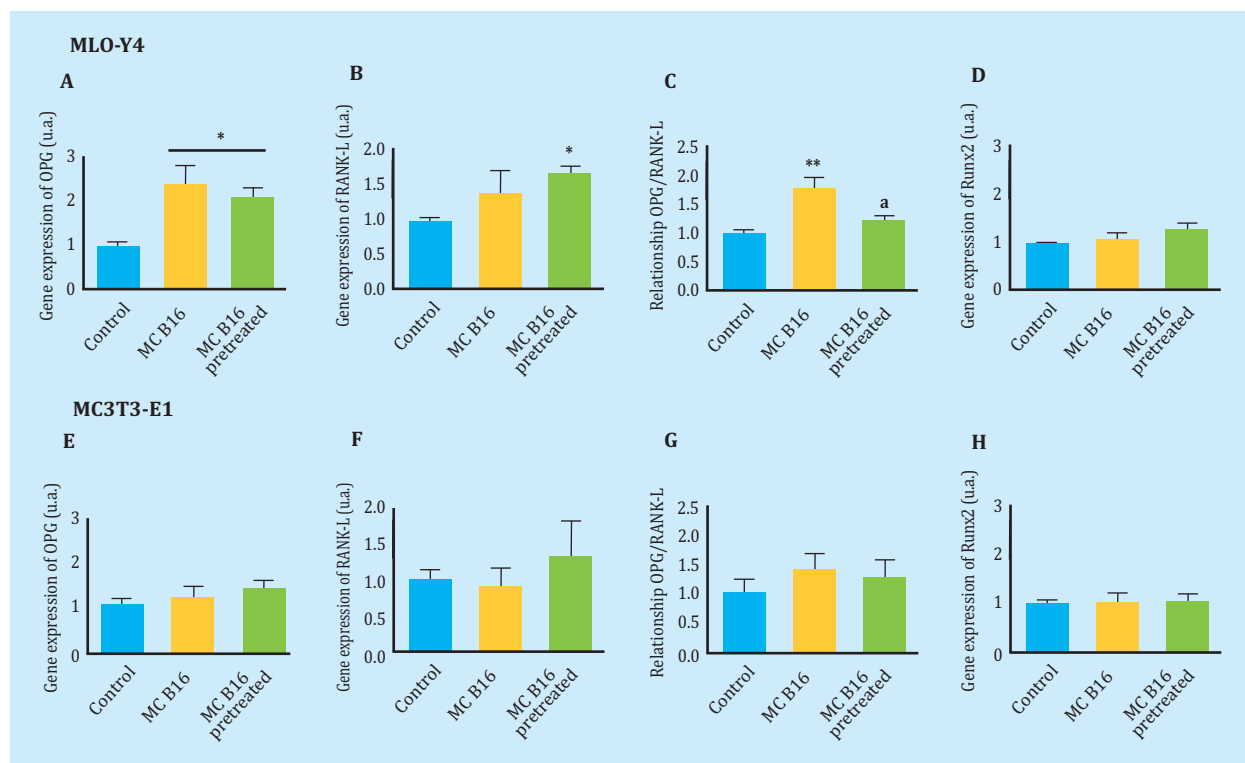 MLO-Y4
A
Gene expression of OPG (u.a.)
3
2
1
0
*
Control
MC B16
MC B16
pretreated
B
Gene expression of RANK-L (u.a.)
2.0
1.5
1.0
0.5
0.0
*
Control
MC B16
MC B16
pretreated
C
Relationship OPG/RANK-L
2.5
2.0
1.5
1.0
0.5
0.0
**
a
Control
MC B16
MC B16
pretreated
D
Gene expression of Runx2 (u.a.)
3
2
1
0
Control
MC B16
MC B16
pretreated
MC3T3-E1
E
Gene expression of OPG (u.a.)
3
2
1
0
Control
MC B16
MC B16
pretreated
F
Gene expression of RANK-L (u.a.)
2.0
1.5
1.0
0.5
0.0
Control
MC B16
MC B16
pretreated
G
Relationship OPG/RANK-L
2.5
2.0
1.5
1.0
0.5
0.0
Control
MC B16
MC B16
pretreated
H
Gene expression of Runx2 (u.a.)
3
2
1
0
Control
MC B16
MC B16
pretreated